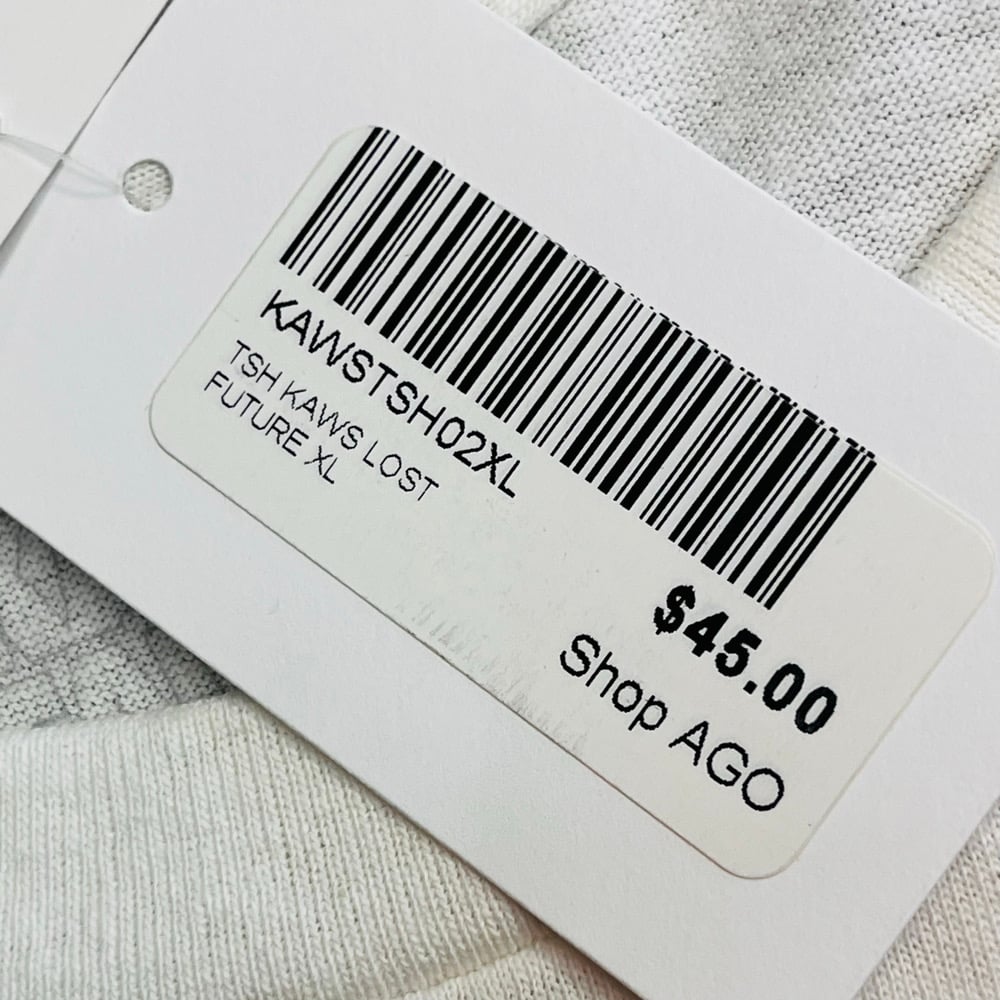 KAWSTSH02XL
TSH KAWS LOST
FUTURE XL
$45.00
Shop AGO